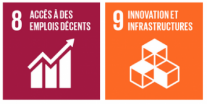 8 ACCÈS À DES
EMPLOIS DÉCENTS
9 INNOVATION ET
INFRASTRUCTURES